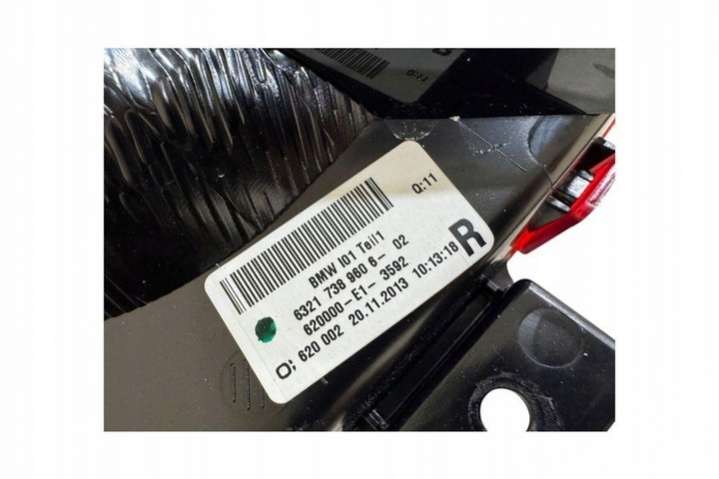 Q:11
BMW I01 Teil1
6321 738 960 6- 02
620000-E1- 3592
O; 620 002 20.11.2013 10:13:18
R